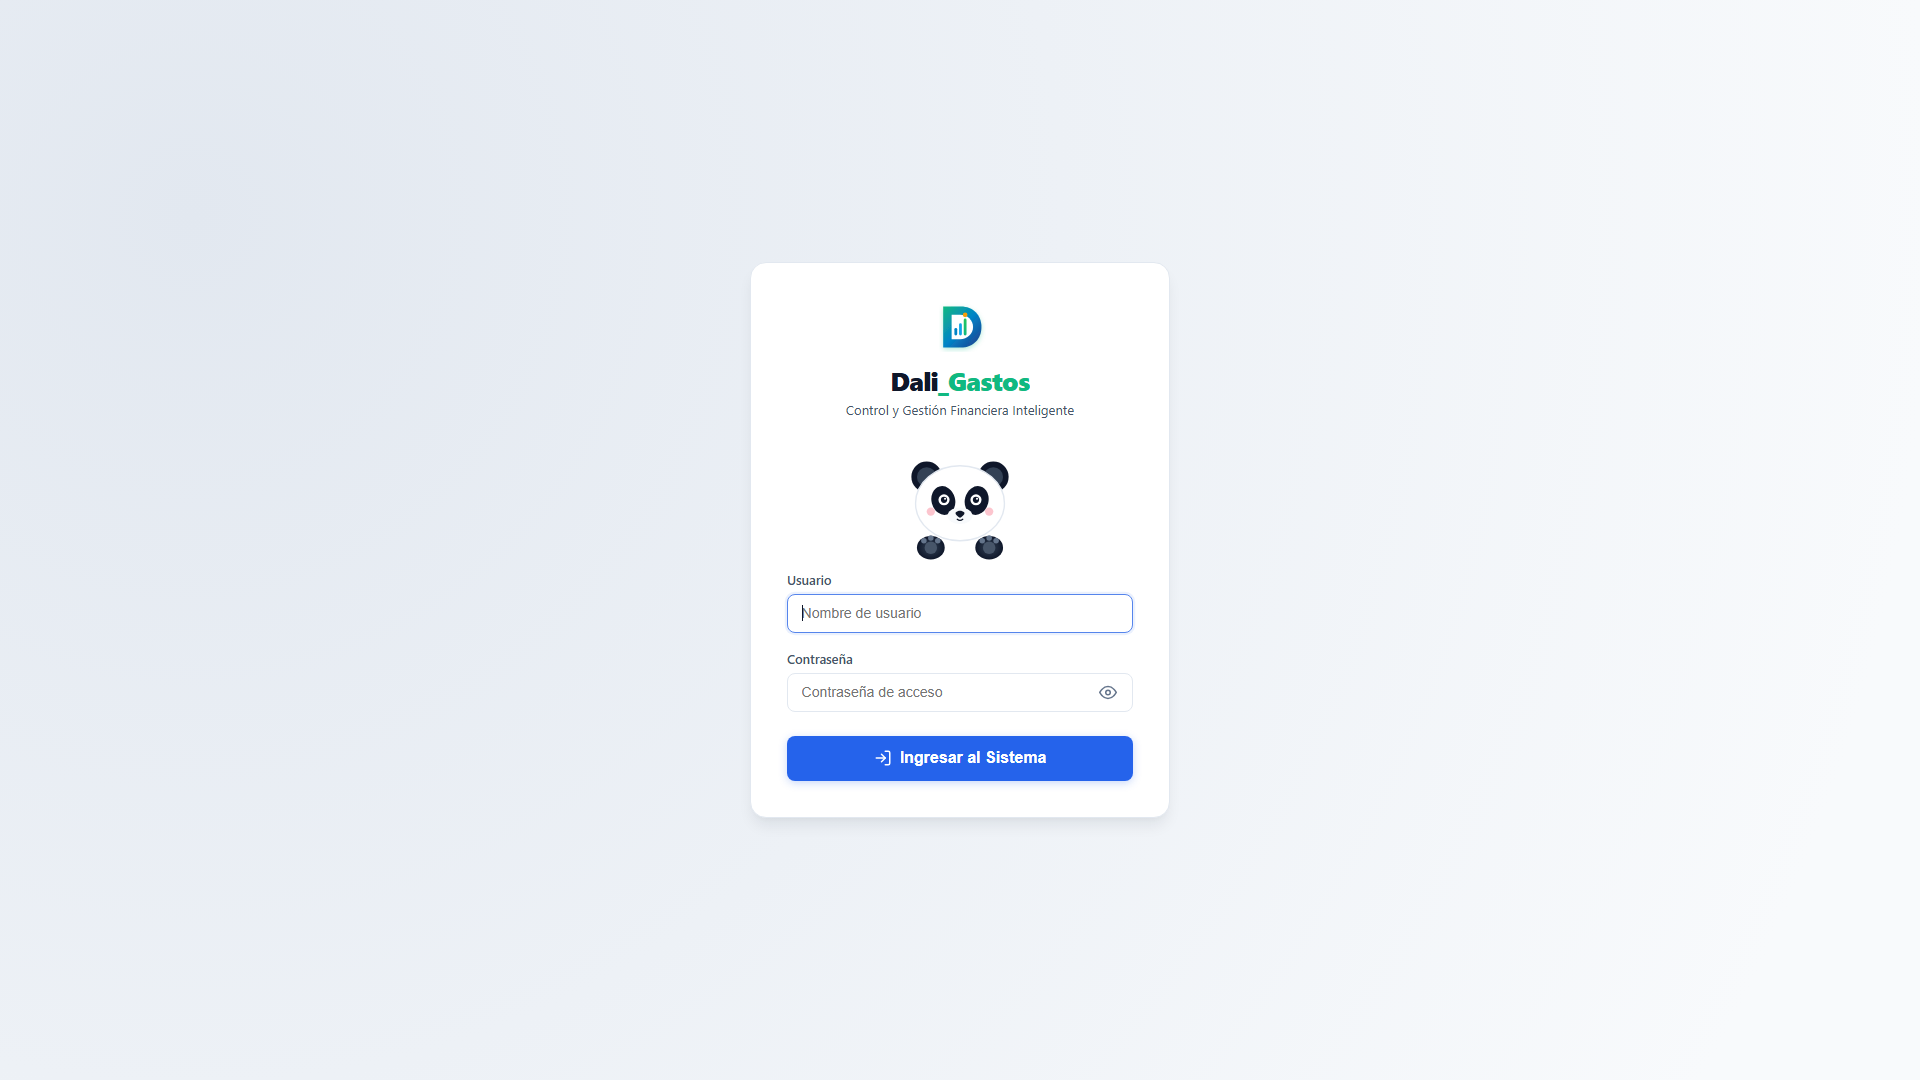 Dali_Gastos
Control y Gestión Financiera Inteligente
Usuario
Nombre de usuario
Contraseña
Contraseña de acceso
Ingresar al Sistema